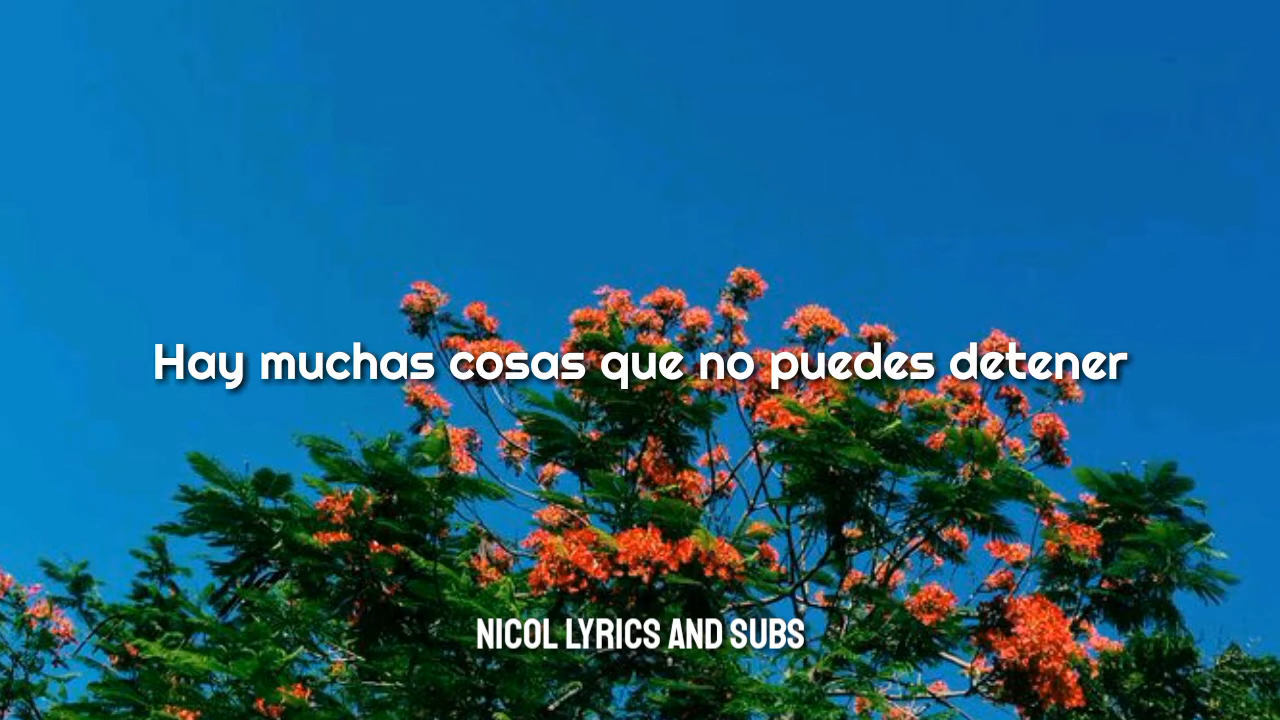 Hay muchas cosas que no puedes detener
NICOL LYRICS AND SUBS